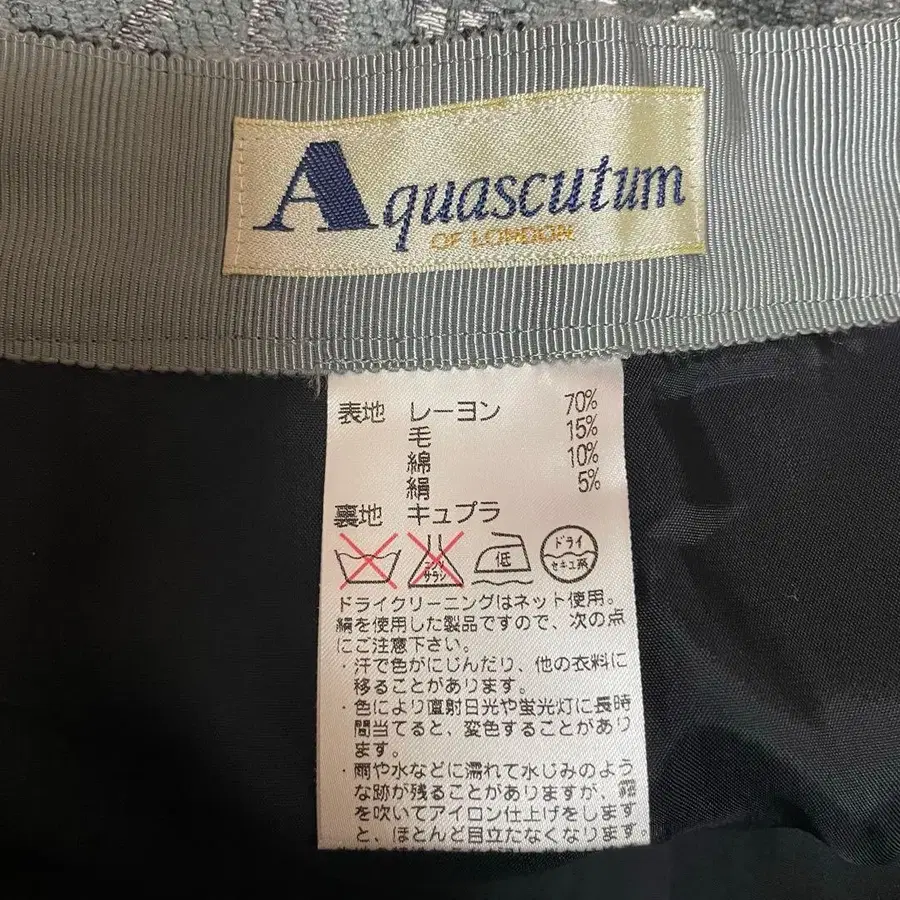 Aquascutum
OF LONDON
表地 レーヨン 70%
毛 15%
綿 10%
絹 5%
裏地 キュプラ
エンソ サラシ 低 ドライ セキユ系
ドライクリーニングはネット使用。
絹を使用した製品ですので、次の点
にご注意下さい。
・汗で色がにじんだり、他の衣料に
移ることがあります。
・色により直射日光や蛍光灯に長時
間当てると、変色することがあり
ます。
・雨や水などに濡れて水じみのよう
な跡が残ることがありますが、霧
を吹いてアイロン仕上げをします
と、ほとんど目立たなくなります。